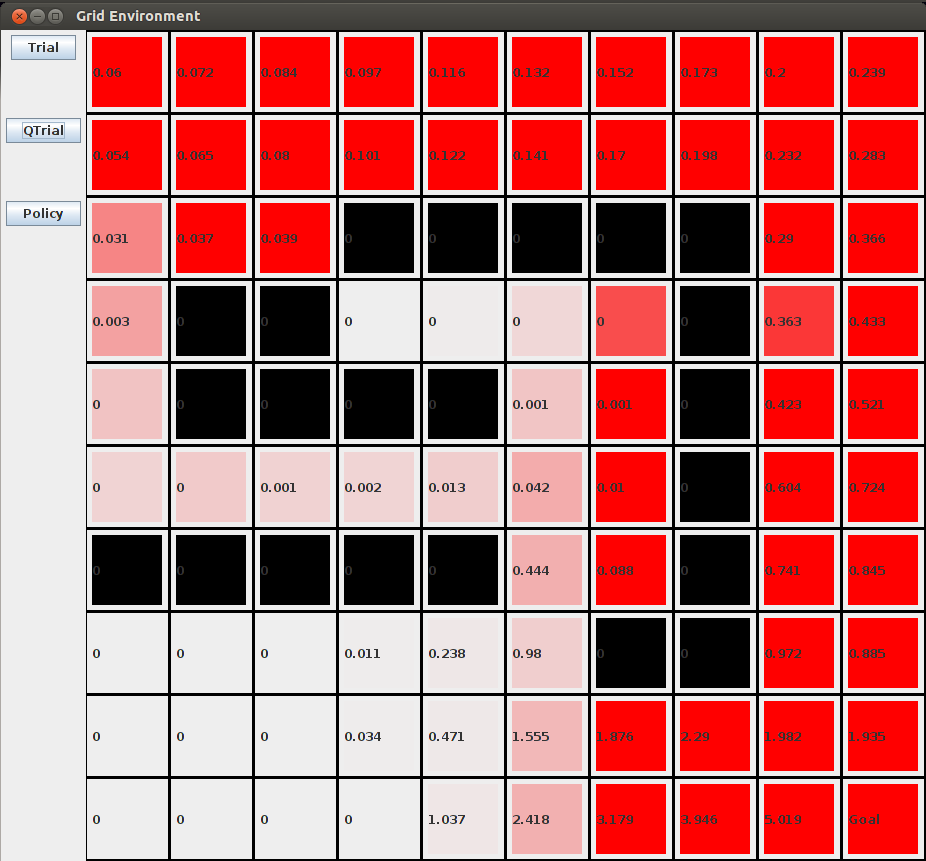 Grid Environment
Trial
0.06 0.072 0.084 0.097 0.116 0.132 0.152 0.173 0.2 0.239
QTrial
0.054 0.065 0.08 0.101 0.122 0.141 0.17 0.198 0.232 0.283
Policy
0.031 0.037 0.039 0 0 0 0 0 0.29 0.366
0.003 0 0 0 0 0 0 0 0.363 0.433
0 0 0 0 0 0.001 0.001 0 0.423 0.521
0 0 0.001 0.002 0.013 0.042 0.01 0 0.604 0.724
0 0 0 0 0 0.444 0.088 0 0.741 0.845
0 0 0 0.011 0.238 0.98 0 0 0.972 0.885
0 0 0 0.034 0.471 1.555 1.876 2.29 1.982 1.935
0 0 0 0 1.037 2.418 3.179 3.946 5.019 Goal